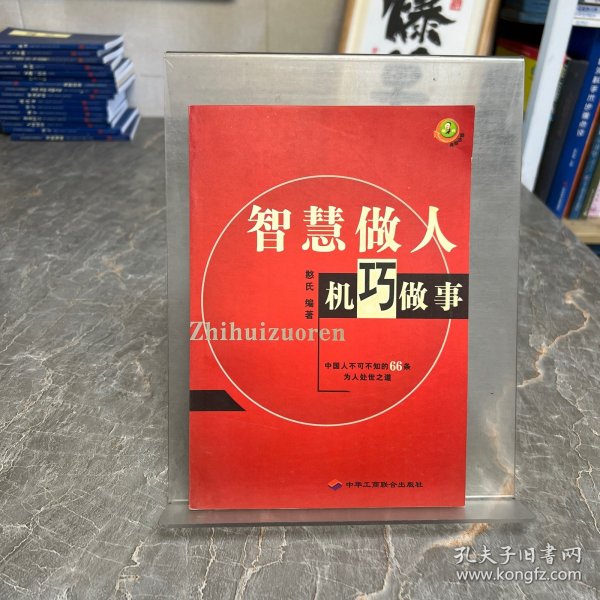 智慧做人
机巧做事
憨氏 编著
Zhihuizuoren
中国人不可不知的66条
为人处世之道
中华工商联合出版社
孔夫子旧书网
www.kongfz.com